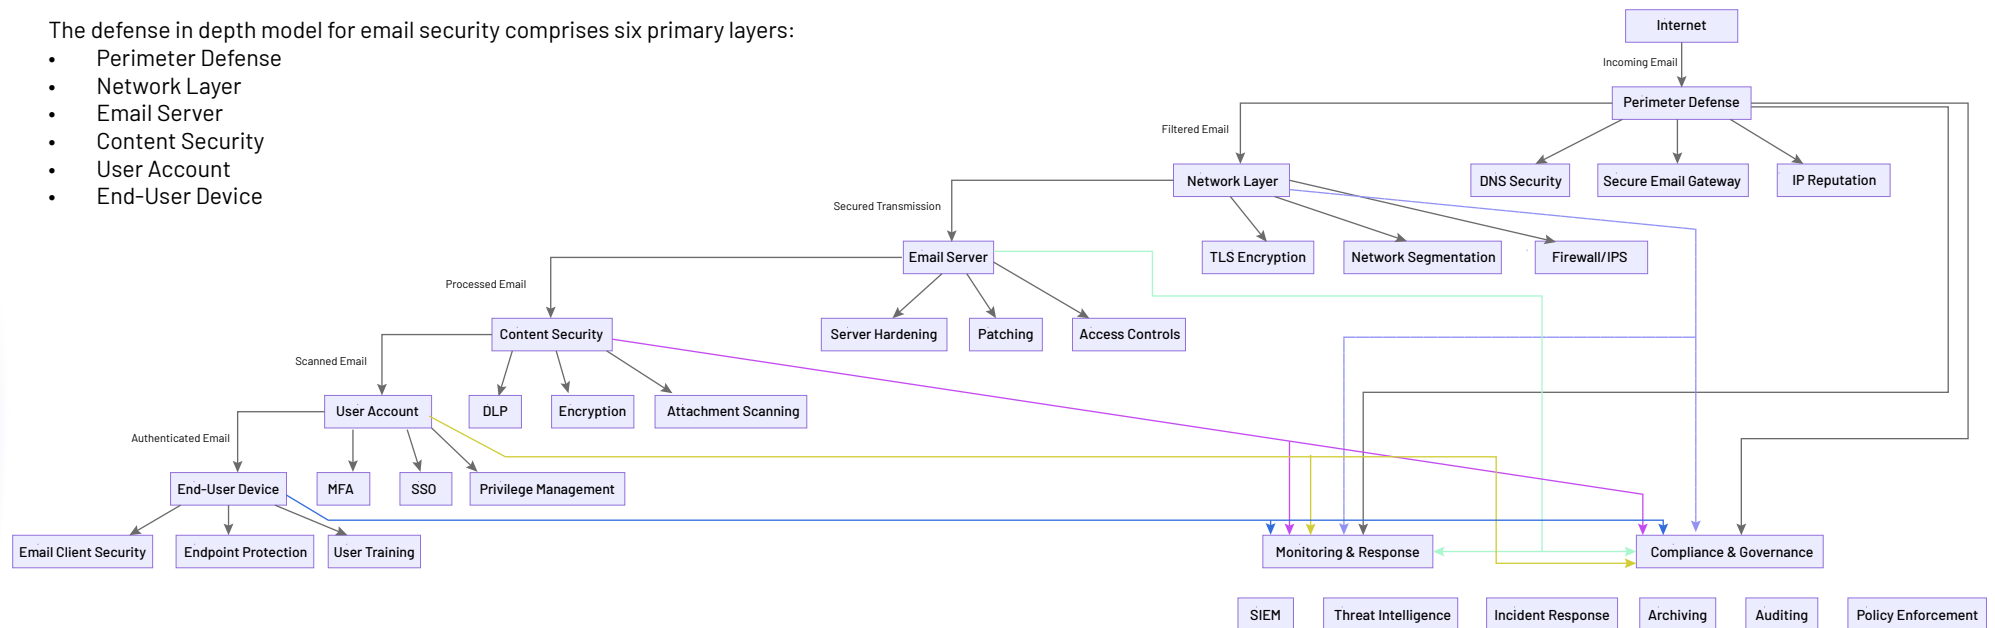 The defense in depth model for email security comprises six primary layers:
• Perimeter Defense
• Network Layer
• Email Server
• Content Security
• User Account
• End-User Device
Internet
Incoming Email
Perimeter Defense
Filtered Email
DNS Security
Secure Email Gateway
IP Reputation
Network Layer
Secured Transmission
TLS Encryption
Network Segmentation
Firewall/IPS
Email Server
Processed Email
Server Hardening
Patching
Access Controls
Content Security
Scanned Email
DLP
Encryption
Attachment Scanning
User Account
Authenticated Email
MFA
SSO
Privilege Management
End-User Device
Email Client Security
Endpoint Protection
User Training
Monitoring & Response
Compliance & Governance
SIEM
Threat Intelligence
Incident Response
Archiving
Auditing
Policy Enforcement